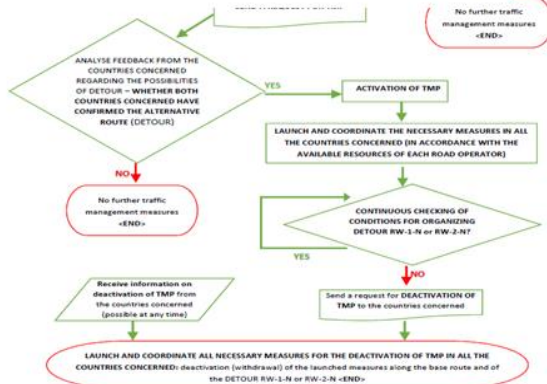 No further traffic
management measures
<END>
ANALYSE FEEDBACK FROM THE
COUNTRIES CONCERNED
REGARDING THE POSSIBILITIES
OF DETOUR – WHETHER BOTH
COUNTRIES CONCERNED HAVE
CONFIRMED THE ALTERNATIVE
ROUTE (DETOUR)
YES
ACTIVATION OF TMP
LAUNCH AND COORDINATE THE NECESSARY MEASURES IN ALL
THE COUNTRIES CONCERNED (IN ACCORDANCE WITH THE
AVAILABLE RESOURCES OF EACH ROAD OPERATOR)
NO
No further traffic
management measures
<END>
CONTINUOUS CHECKING OF
CONDITIONS FOR ORGANIZING
DETOUR RW-1-N or RW-2-N?
YES
NO
Receive information on
deactivation of TMP from
the countries concerned
(possible at any time)
Send a request for DEACTIVATION OF
TMP to the countries concerned
LAUNCH AND COORDINATE ALL NECESSARY MEASURES FOR THE DEACTIVATION OF TMP IN ALL THE
COUNTRIES CONCERNED: deactivation (withdrawal) of the launched measures along the base route and of
the DETOUR RW-1-N or RW-2-N <END>